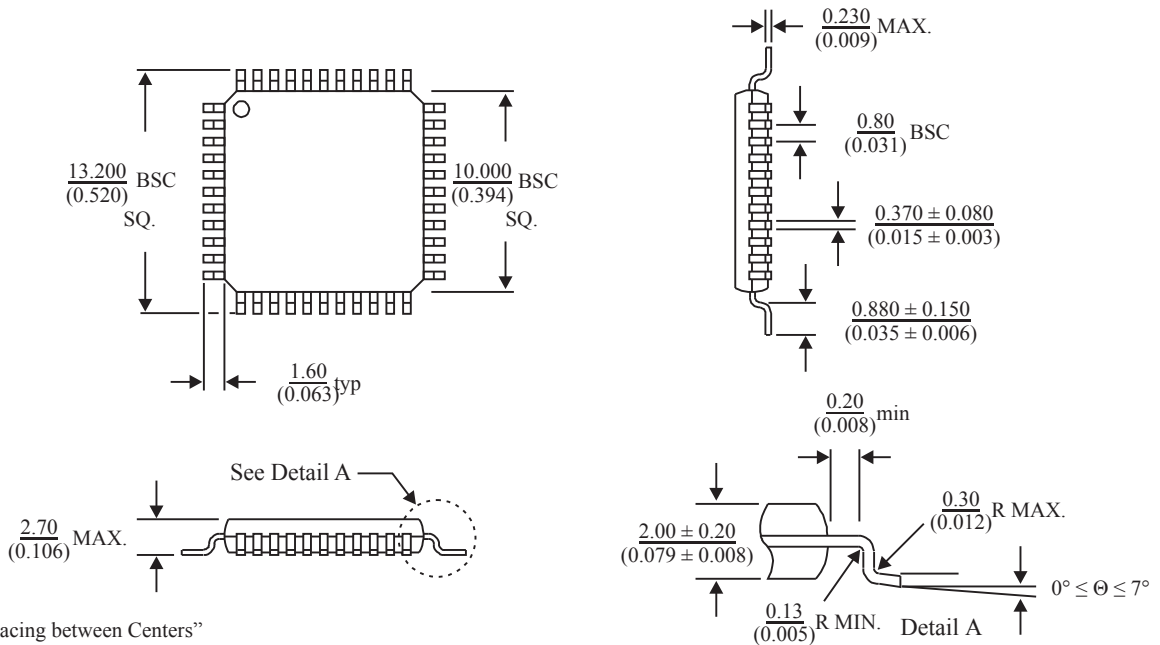 0.230
(0.009) MAX.
13.200
(0.520) BSC
SQ.
10.000
(0.394) BSC
SQ.
0.80
(0.031) BSC
0.370 ± 0.080
(0.015 ± 0.003)
0.880 ± 0.150
(0.035 ± 0.006)
1.60
(0.063) typ
0.20
(0.008) min
See Detail A
2.70
(0.106) MAX.
2.00 ± 0.20
(0.079 ± 0.008)
0.30
(0.012) R MAX.
0° ≤ Θ ≤ 7°
0.13
(0.005) R MIN.
Detail A
acing between Centers”